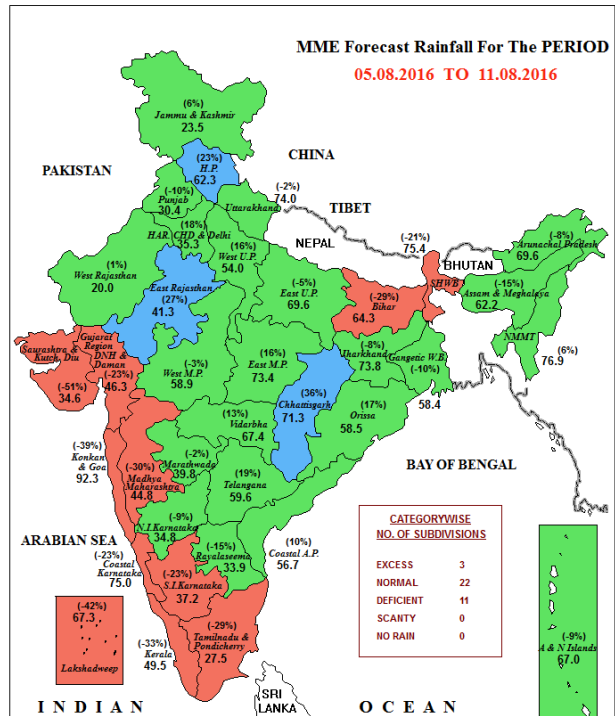 MME Forecast Rainfall For The PERIOD
05.08.2016 TO 11.08.2016
(6%)
Jammu & Kashmir
23.5
CHINA
PAKISTAN
(23%)
H.P.
62.3
(-10%)
Punjab
30.4
(-2%)
74.0
Uttarakhand
TIBET
(18%)
HAR. CHD & Delhi
35.3
NEPAL
(16%)
West U.P.
54.0
(-21%)
75.4
BHUTAN
SHWB
(-8%)
Arunachal Pradesh
69.6
(1%)
West Rajasthan
20.0
East Rajasthan
(27%)
41.3
(-5%)
East U.P.
69.6
(-29%)
Bihar
64.3
(-15%)
Assam & Meghalaya
62.2
NMMT
(6%)
76.9
Saurashtra &
Kutch, Diu
(-51%)
34.6
Gujarat
Region
DNH &
Daman
(-23%)
46.3
(-3%)
West M.P.
58.9
(16%)
East M.P.
73.4
(-8%)
Jharkhand
73.8
Gangetic W.B.
(-10%)
58.4
(36%)
Chhattisgarh
71.3
(17%)
Orissa
58.5
(13%)
Vidarbha
67.4
(-39%)
Konkan
& Goa
92.3
(-30%)
Madhya
Maharashtra
44.8
(-2%)
Marathwada
39.8
(19%)
Telangana
59.6
BAY OF BENGAL
ARABIAN SEA
(-9%)
N.I.Karnataka
34.8
(-15%)
Rayalaseema
33.9
(10%)
Coastal A.P.
56.7
(-23%)
Coastal
Karnataka
75.0
(-23%)
S.I.Karnataka
37.2
(-42%)
67.3
Lakshadweep
(-33%)
Kerala
49.5
(-29%)
Tamilnadu &
Pondicherry
27.5
CATEGORYWISE
NO. OF SUBDIVISIONS
EXCESS 3
NORMAL 22
DEFICIENT 11
SCANTY 0
NO RAIN 0
(-9%)
A & N Islands
67.0
SRI
LANKA
INDIAN OCEAN